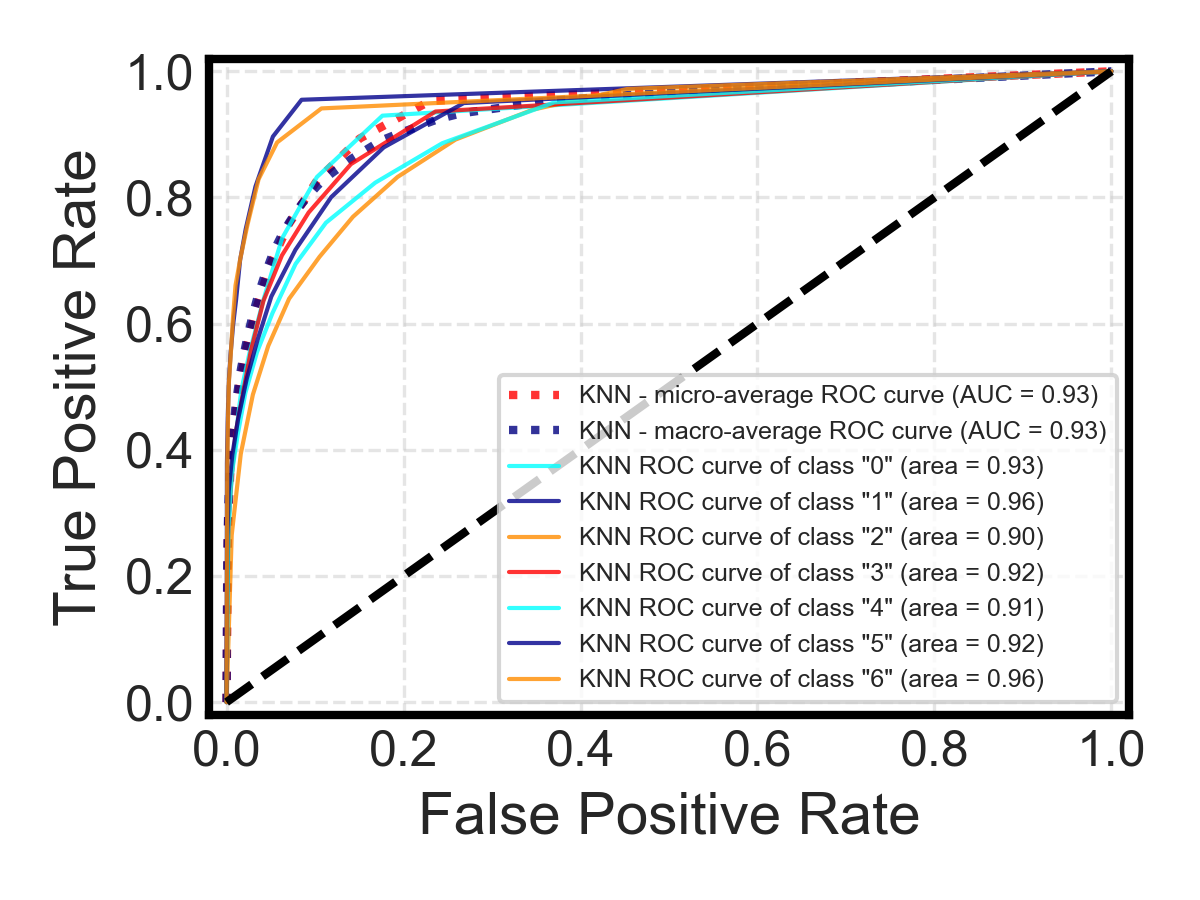 1.0
0.8
0.6
0.4
0.2
0.0
True Positive Rate
KNN - micro-average ROC curve (AUC = 0.93)
KNN - macro-average ROC curve (AUC = 0.93)
KNN ROC curve of class "0" (area = 0.93)
KNN ROC curve of class "1" (area = 0.96)
KNN ROC curve of class "2" (area = 0.90)
KNN ROC curve of class "3" (area = 0.92)
KNN ROC curve of class "4" (area = 0.91)
KNN ROC curve of class "5" (area = 0.92)
KNN ROC curve of class "6" (area = 0.96)
0.0 0.2 0.4 0.6 0.8 1.0
False Positive Rate